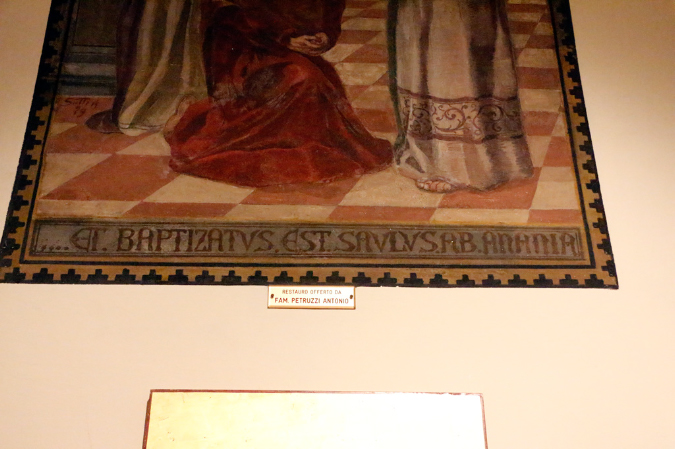 ....ET. BAPTIZATVS. EST. SAVLVS. AB. ANANIA
RESTAURO OFFERTO DA
FAM. PETRUZZI ANTONIO